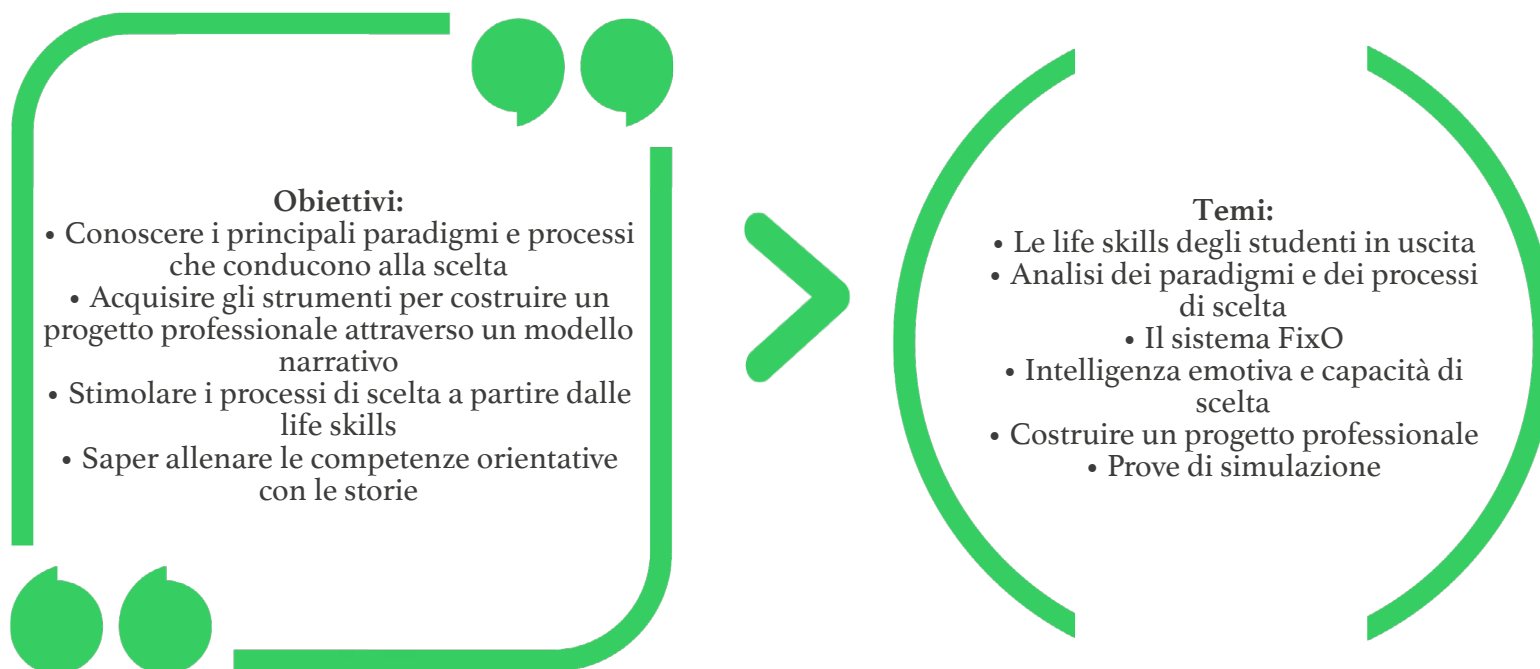 Obiettivi:
• Conoscere i principali paradigmi e processi
che conducono alla scelta
• Acquisire gli strumenti per costruire un
progetto professionale attraverso un modello
narrativo
• Stimolare i processi di scelta a partire dalle
life skills
• Saper allenare le competenze orientative
con le storie
Temi:
• Le life skills degli studenti in uscita
• Analisi dei paradigmi e dei processi
di scelta
• Il sistema FixO
• Intelligenza emotiva e capacità di
scelta
• Costruire un progetto professionale
• Prove di simulazione